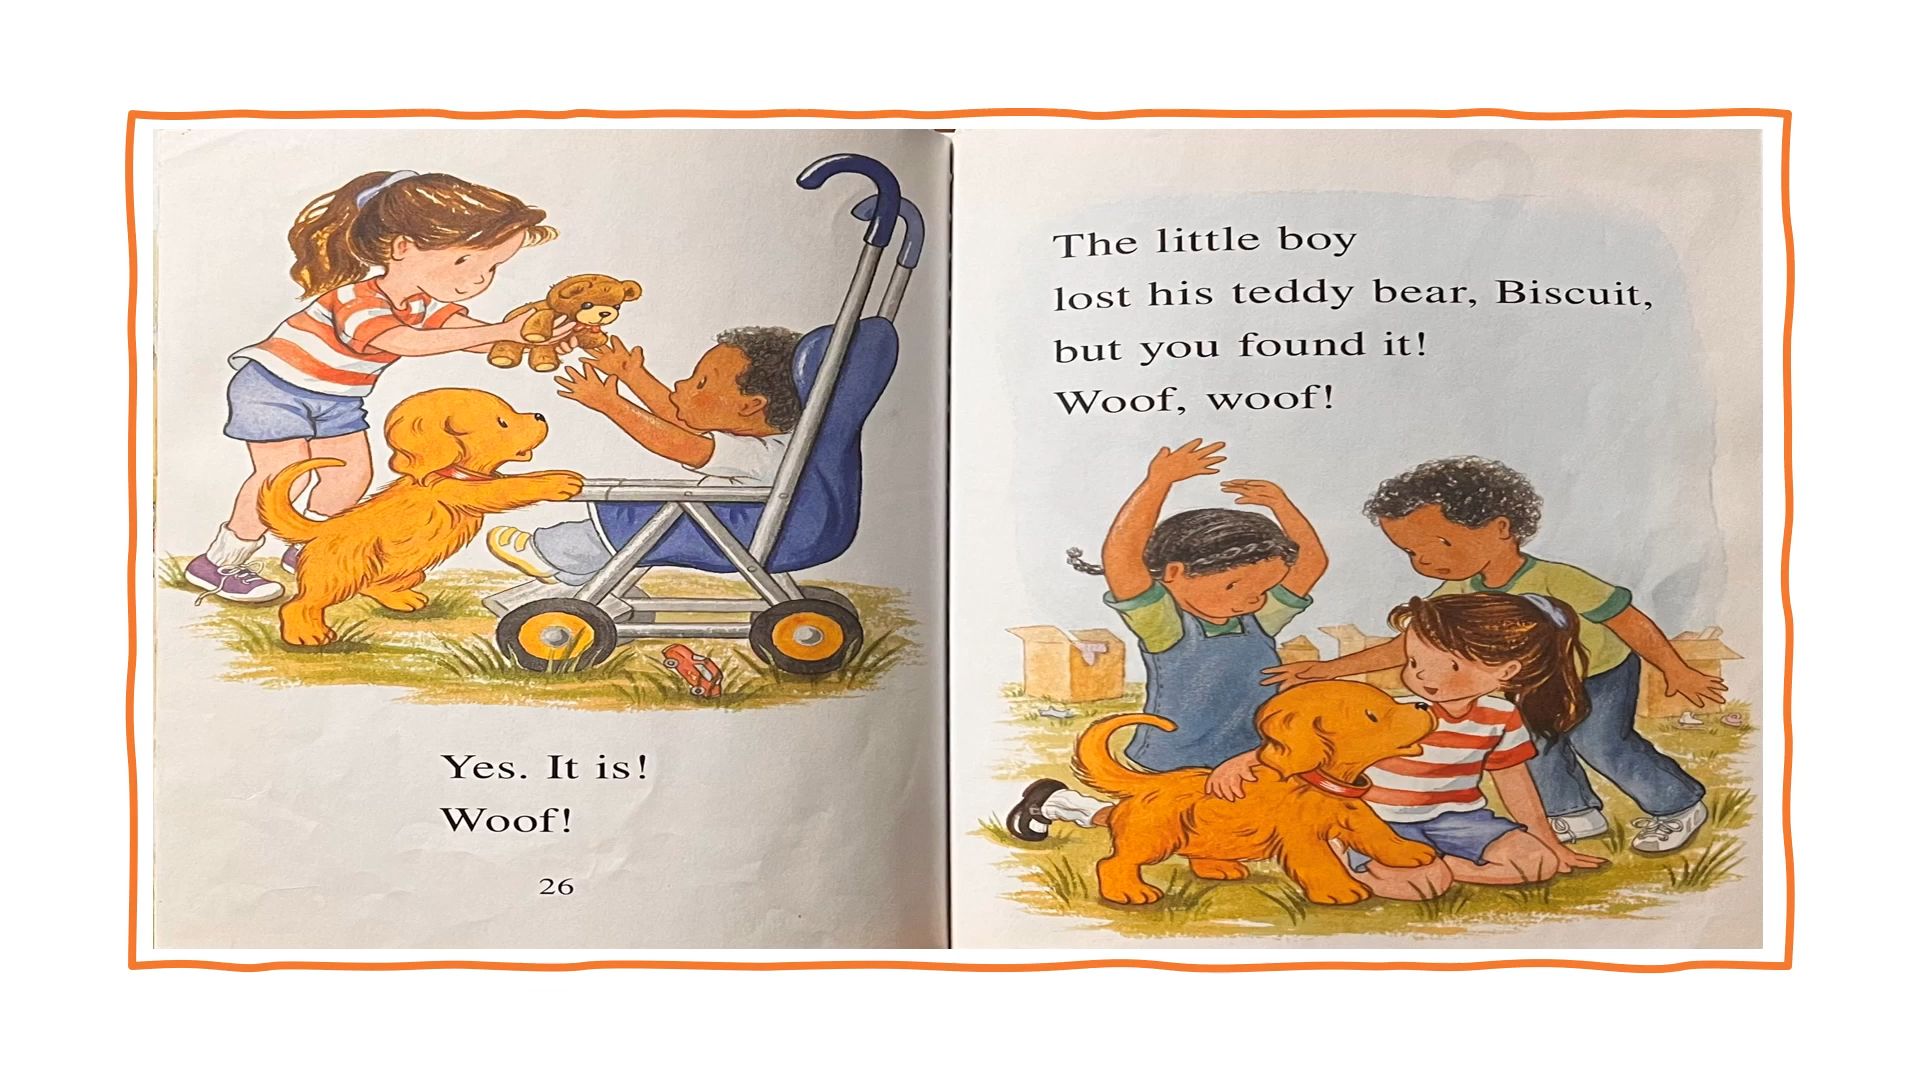 Yes. It is!
Woof!
26
The little boy
lost his teddy bear, Biscuit,
but you found it!
Woof, woof!